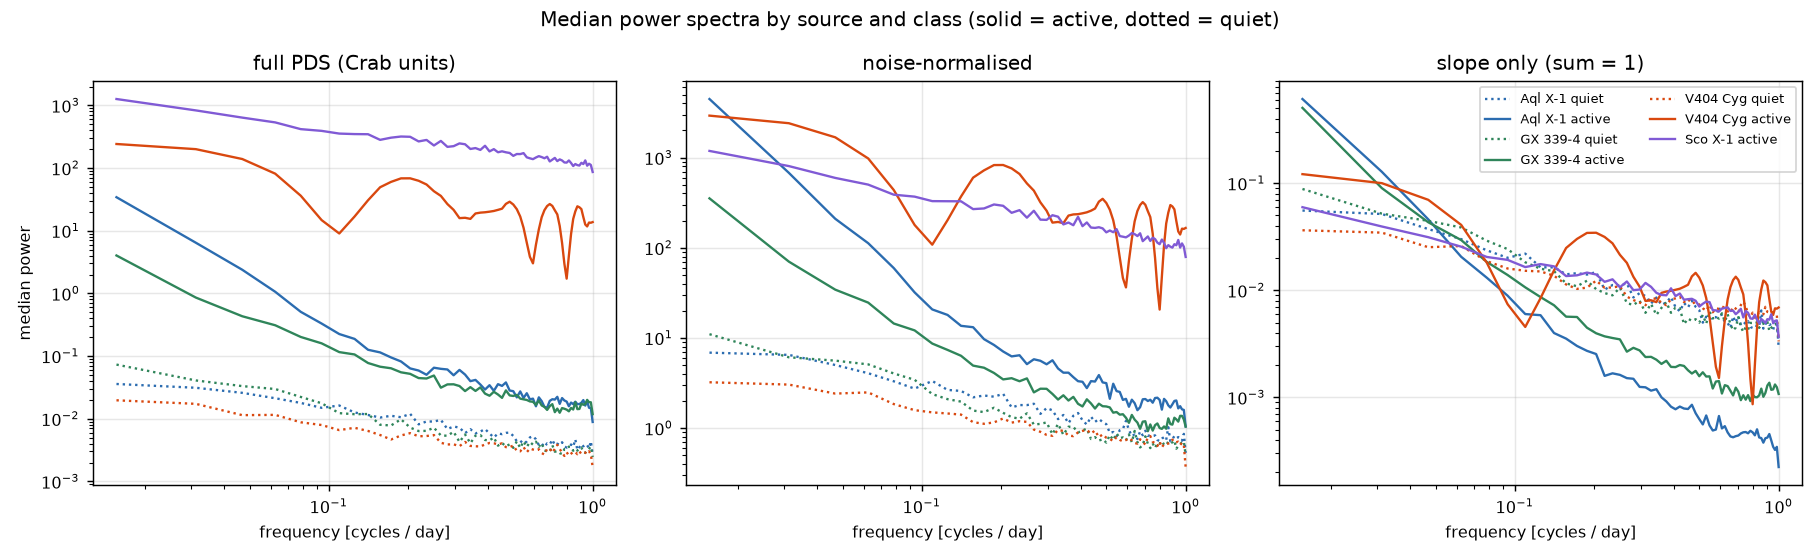 Median power spectra by source and class (solid = active, dotted = quiet)
full PDS (Crab units)
noise-normalised
slope only (sum = 1)
median power
10³
10²
10¹
10⁰
10⁻¹
10⁻²
10⁻³
10⁻¹
10⁰
frequency [cycles / day]
10³
10²
10¹
10⁰
10⁻¹
10⁰
frequency [cycles / day]
10⁻¹
10⁻²
10⁻³
10⁻¹
10⁰
frequency [cycles / day]
Aql X-1 quiet
Aql X-1 active
GX 339-4 quiet
GX 339-4 active
V404 Cyg quiet
V404 Cyg active
Sco X-1 active